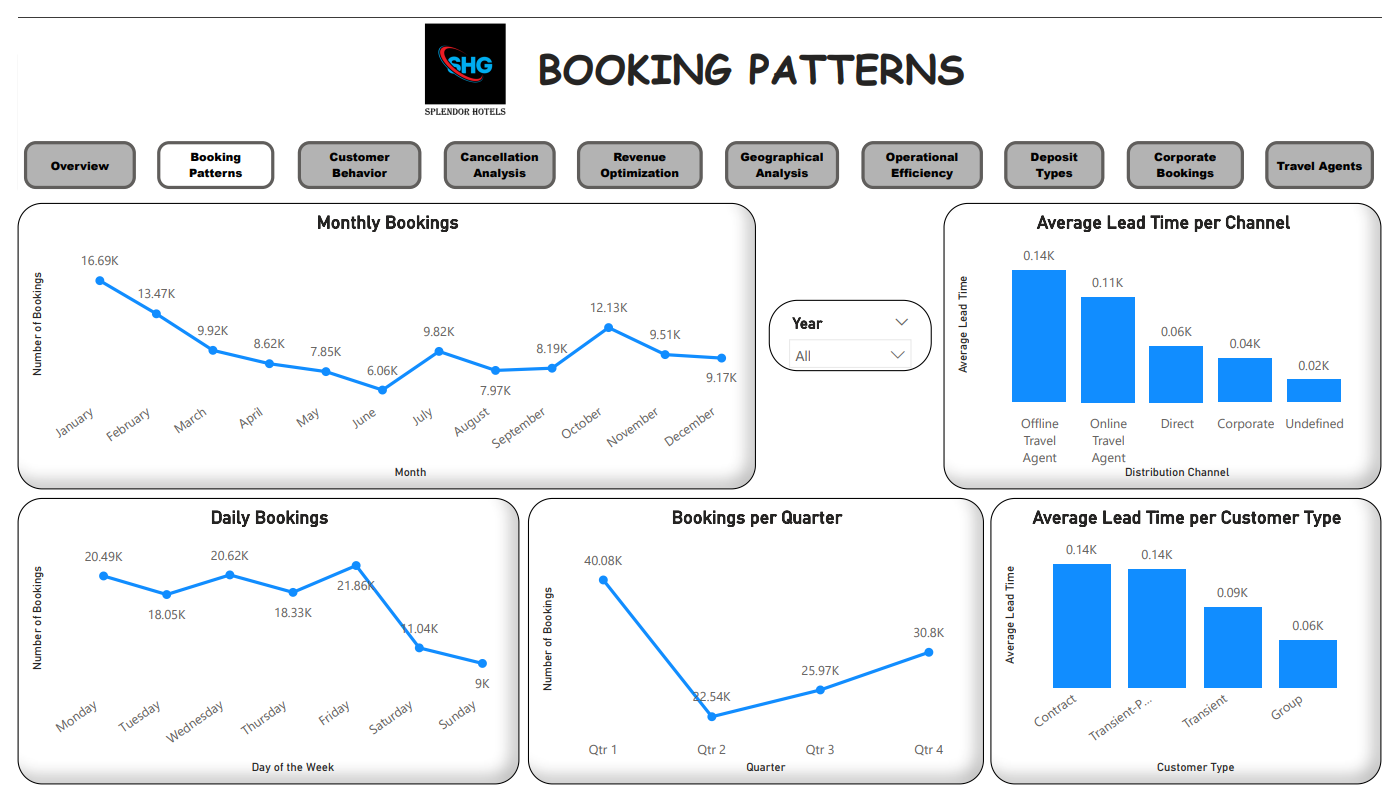 SHG
SPLENDOR HOTELS
BOOKING PATTERNS
Overview
Booking
Patterns
Customer
Behavior
Cancellation
Analysis
Revenue
Optimization
Geographical
Analysis
Operational
Efficiency
Deposit
Types
Corporate
Bookings
Travel Agents
Monthly Bookings
Number of Bookings
16.69K
13.47K
9.92K
8.62K
7.85K
6.06K
9.82K
7.97K
8.19K
12.13K
9.51K
9.17K
January
February
March
April
May
June
July
August
September
October
November
December
Month
Year
All
Average Lead Time per Channel
Average Lead Time
0.14K
0.11K
0.06K
0.04K
0.02K
Offline
Travel
Agent
Online
Travel
Agent
Direct
Corporate
Undefined
Distribution Channel
Daily Bookings
Number of Bookings
20.49K
18.05K
20.62K
18.33K
21.86K
11.04K
9K
Monday
Tuesday
Wednesday
Thursday
Friday
Saturday
Sunday
Day of the Week
Bookings per Quarter
Number of Bookings
40.08K
22.54K
25.97K
30.8K
Qtr 1
Qtr 2
Qtr 3
Qtr 4
Quarter
Average Lead Time per Customer Type
Average Lead Time
0.14K
0.14K
0.09K
0.06K
Contract
Transient-P...
Transient
Group
Customer Type